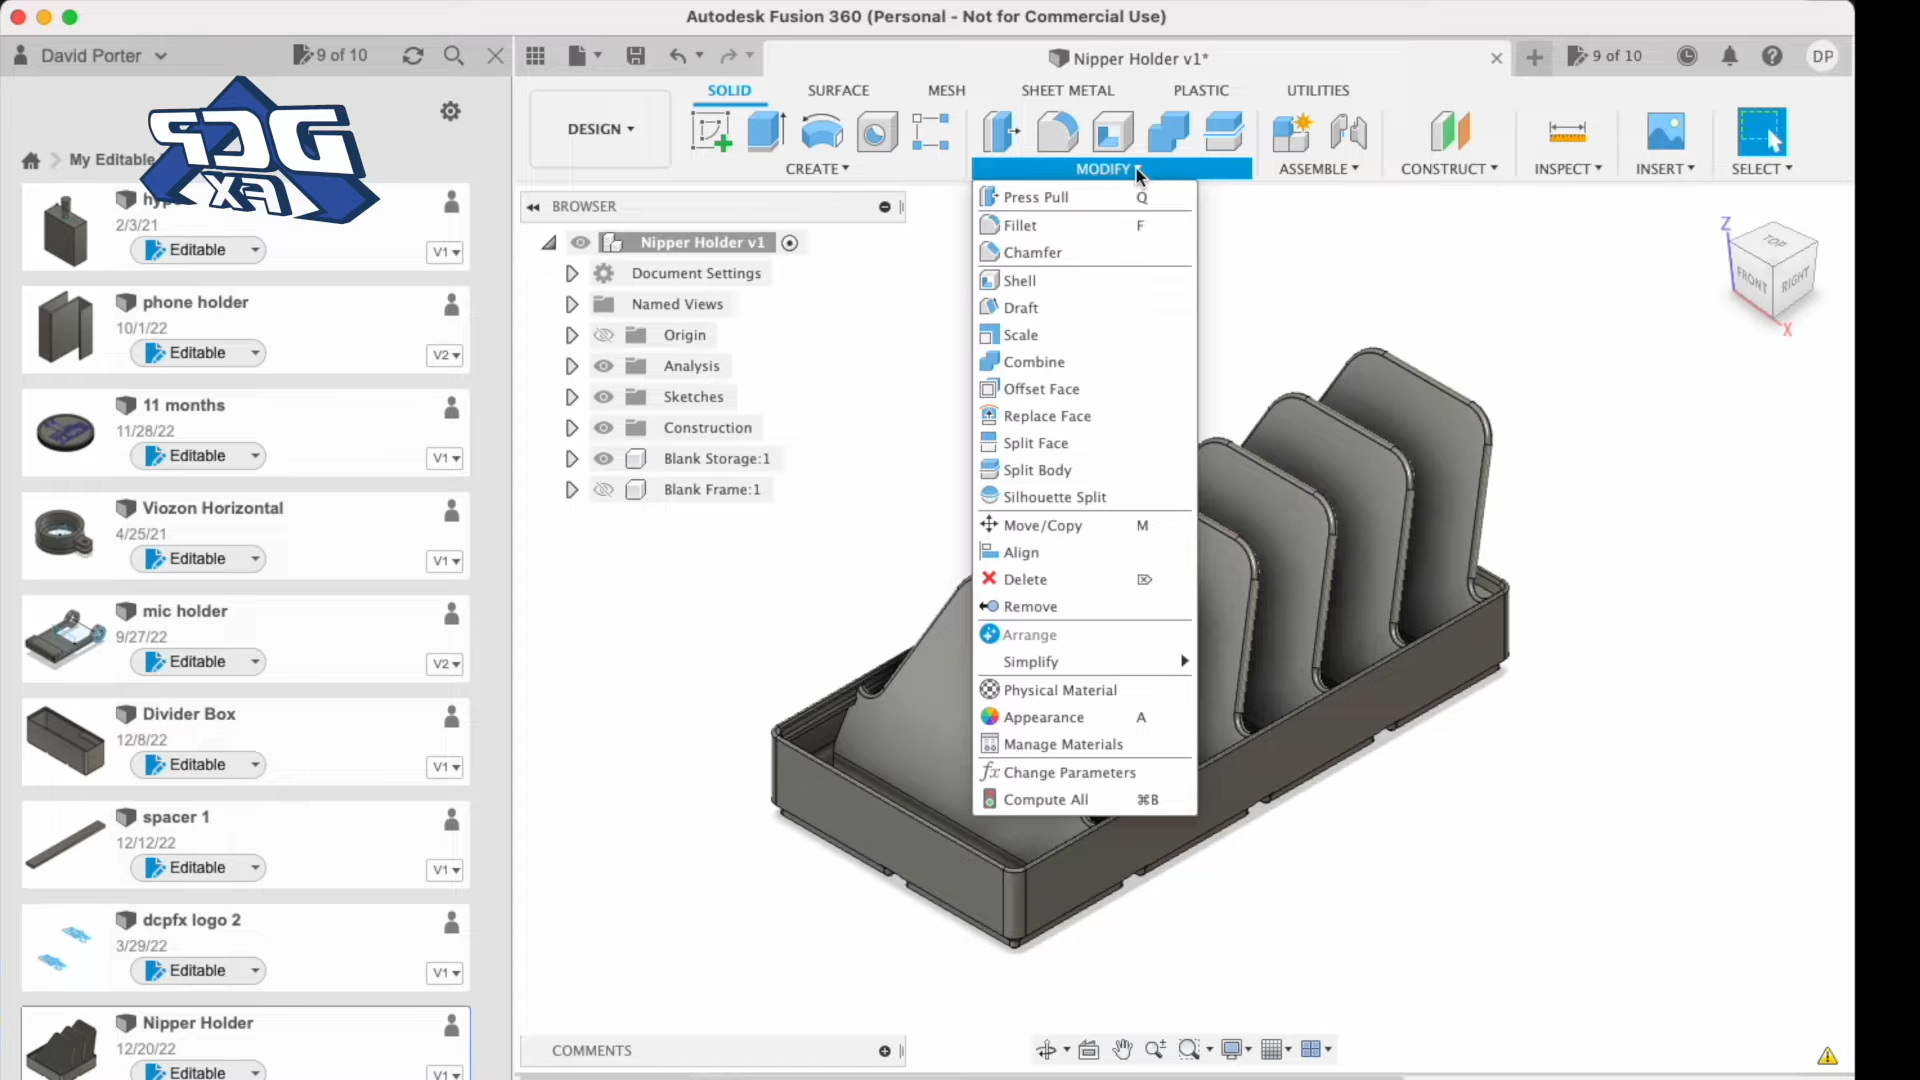 Autodesk Fusion 360 (Personal - Not for Commercial Use)
David Porter
9 of 10
Nipper Holder v1*
9 of 10
DP
SOLID
SURFACE
MESH
SHEET METAL
PLASTIC
UTILITIES
DESIGN
CREATE
MODIFY
ASSEMBLE
CONSTRUCT
INSPECT
INSERT
SELECT
My Editable
DCP
FX
2/3/21
Editable
V1
phone holder
10/1/22
Editable
V2
11 months
11/28/22
Editable
V1
Viozon Horizontal
4/25/21
Editable
V1
mic holder
9/27/22
Editable
V2
Divider Box
12/8/22
Editable
V1
spacer 1
12/12/22
Editable
V1
dcpfx logo 2
3/29/22
Editable
V1
Nipper Holder
12/20/22
Editable
V1
BROWSER
Nipper Holder v1
Document Settings
Named Views
Origin
Analysis
Sketches
Construction
Blank Storage:1
Blank Frame:1
Press Pull Q
Fillet F
Chamfer
Shell
Draft
Scale
Combine
Offset Face
Replace Face
Split Face
Split Body
Silhouette Split
Move/Copy M
Align
Delete
Remove
Arrange
Simplify
Physical Material
Appearance A
Manage Materials
Change Parameters
Compute All ⌘B
Z
TOP
FRONT
RIGHT
X
COMMENTS